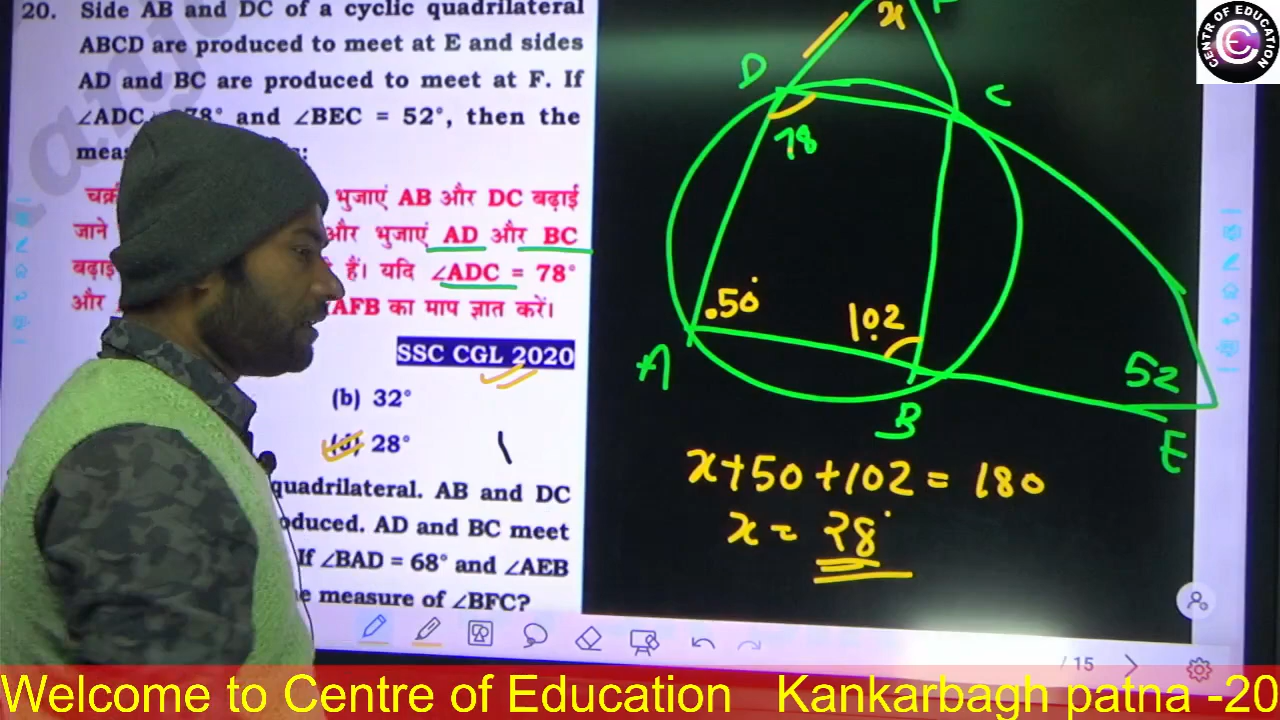 20. Side AB and DC of a cyclic quadrilateral
ABCD are produced to meet at E and sides
AD and BC are produced to meet at F. If
∠ADC 78° and ∠BEC = 52°, then the
भुजाएं AB और DC बढ़ाई
जाने और भुजाएं AD और BC
बढ़ाई हैं। यदि ∠ADC = 78°
और AFB का माप ज्ञात करें।
SSC CGL 2020
(b) 32°
(d) 28°
quadrilateral. AB and DC
AD and BC meet
If ∠BAD = 68° and ∠AEB
measure of ∠BFC?
x
D
C
78
.50°
102
A
B
52
E
x+50+102 = 180
x = 28°
/ 15
CENTR OF EDUCATION
CE
Welcome to Centre of Education Kankarbagh patna -20